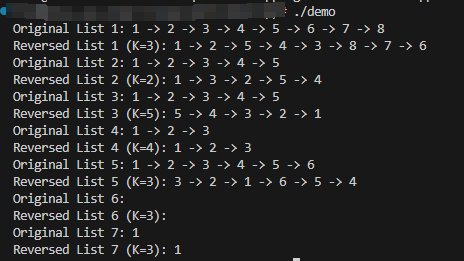 ./demo
Original List 1: 1 -> 2 -> 3 -> 4 -> 5 -> 6 -> 7 -> 8
Reversed List 1 (K=3): 1 -> 2 -> 5 -> 4 -> 3 -> 8 -> 7 -> 6
Original List 2: 1 -> 2 -> 3 -> 4 -> 5
Reversed List 2 (K=2): 1 -> 3 -> 2 -> 5 -> 4
Original List 3: 1 -> 2 -> 3 -> 4 -> 5
Reversed List 3 (K=5): 5 -> 4 -> 3 -> 2 -> 1
Original List 4: 1 -> 2 -> 3
Reversed List 4 (K=4): 1 -> 2 -> 3
Original List 5: 1 -> 2 -> 3 -> 4 -> 5 -> 6
Reversed List 5 (K=3): 3 -> 2 -> 1 -> 6 -> 5 -> 4
Original List 6:
Reversed List 6 (K=3):
Original List 7: 1
Reversed List 7 (K=3): 1